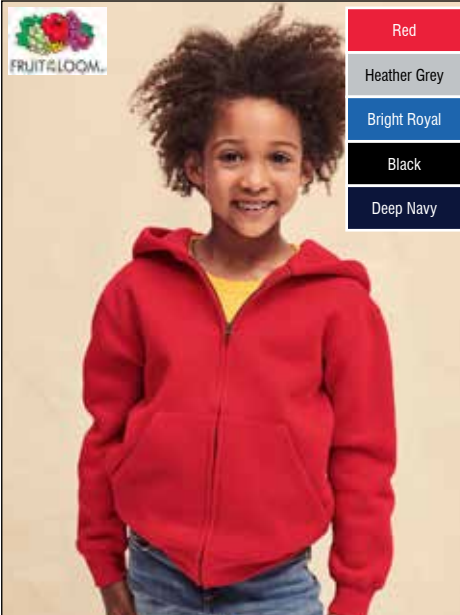 FRUIT OF THE LOOM
Red
Heather Grey
Bright Royal
Black
Deep Navy